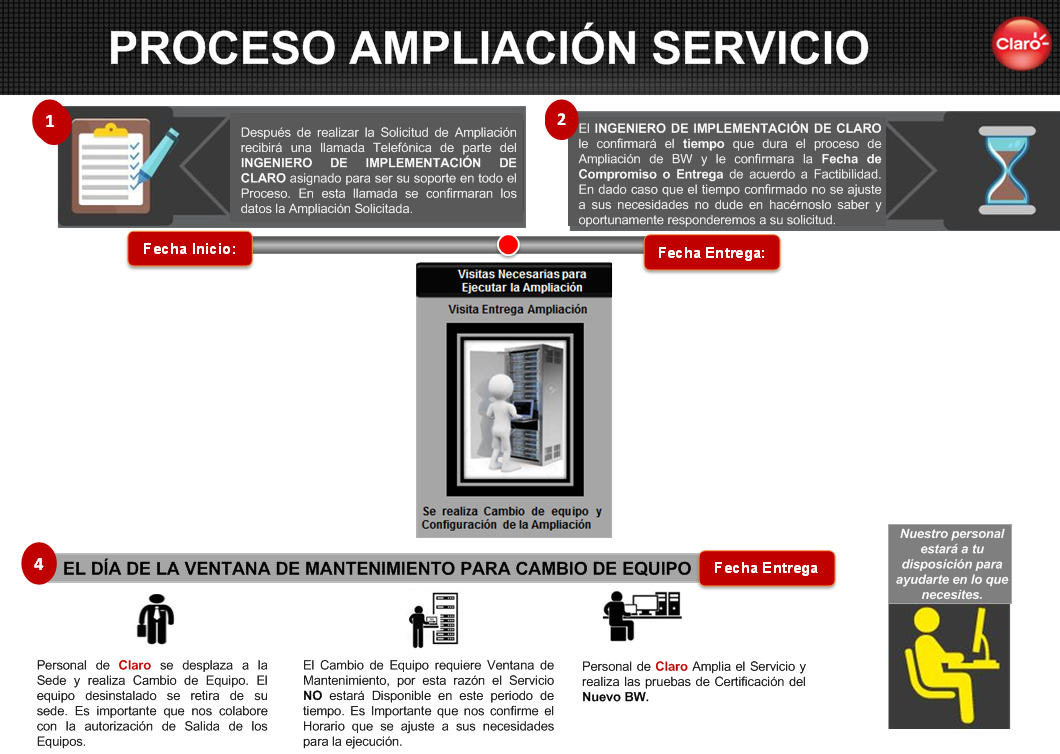 PROCESO AMPLIACIÓN SERVICIO
Claro
1
Después de realizar la Solicitud de Ampliación
recibirá una llamada Telefónica de parte del
INGENIERO DE IMPLEMENTACIÓN DE
CLARO asignado para ser su soporte en todo el
Proceso. En esta llamada se confirmaran los
datos la Ampliación Solicitada.
2
El INGENIERO DE IMPLEMENTACIÓN DE CLARO
le confirmará el tiempo que dura el proceso de
Ampliación de BW y le confirmara la Fecha de
Compromiso o Entrega de acuerdo a Factibilidad.
En dado caso que el tiempo confirmado no se ajuste
a sus necesidades no dude en hacérnoslo saber y
oportunamente responderemos a su solicitud.
Fecha Inicio:
Fecha Entrega:
Visitas Necesarias para
Ejecutar la Ampliación
Visita Entrega Ampliación
Se realiza Cambio de equipo y
Configuración de la Ampliación
Nuestro personal
estará a tu
disposición para
ayudarte en lo que
necesites.
4
EL DÍA DE LA VENTANA DE MANTENIMIENTO PARA CAMBIO DE EQUIPO
Fecha Entrega
Personal de Claro se desplaza a la
Sede y realiza Cambio de Equipo. El
equipo desinstalado se retira de su
sede. Es importante que nos colabore
con la autorización de Salida de los
Equipos.
El Cambio de Equipo requiere Ventana de
Mantenimiento, por esta razón el Servicio
NO estará Disponible en este periodo de
tiempo. Es Importante que nos confirme el
Horario que se ajuste a sus necesidades
para la ejecución.
Personal de Claro Amplia el Servicio y
realiza las pruebas de Certificación del
Nuevo BW.